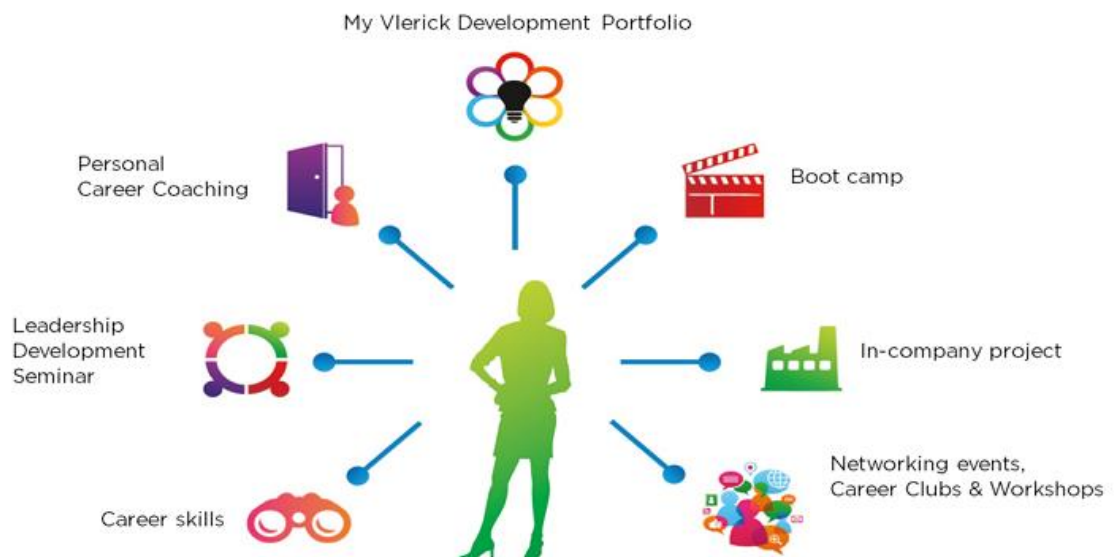 My Vlerick Development Portfolio
Personal
Career Coaching
Boot camp
Leadership
Development
Seminar
In-company project
Career skills
Networking events,
Career Clubs & Workshops